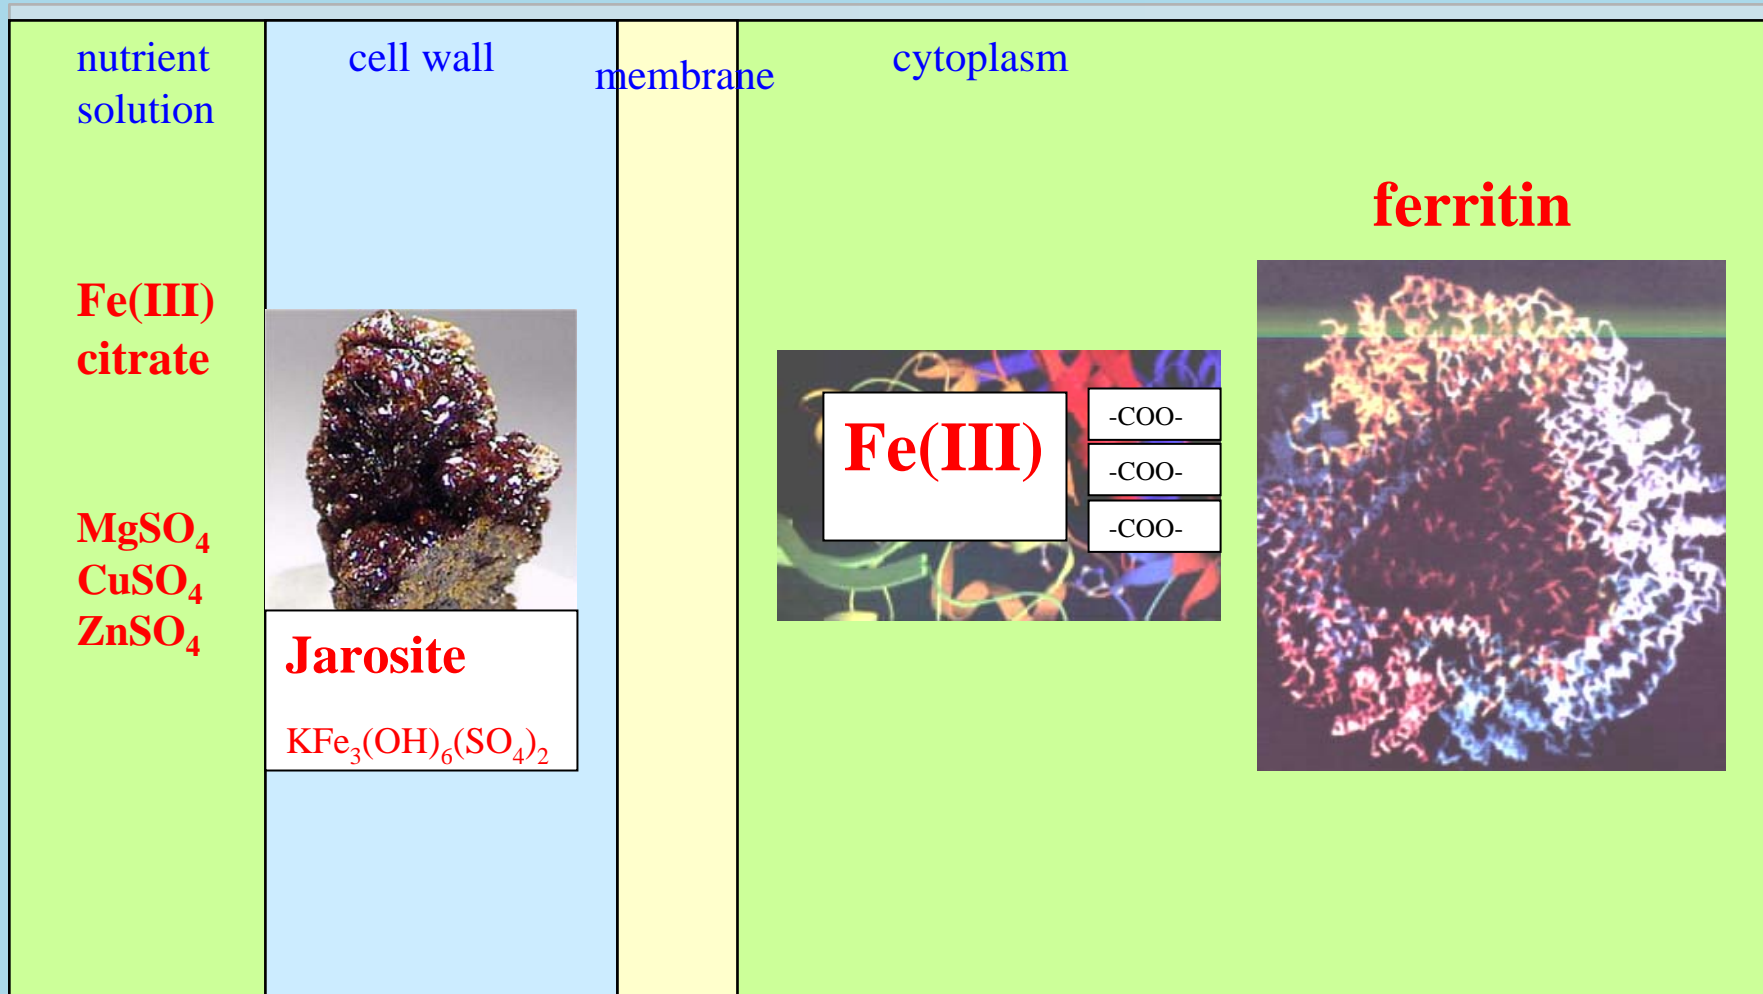 nutrient
solution
cell wall
membrane
cytoplasm
ferritin
Fe(III)
citrate
MgSO₄
CuSO₄
ZnSO₄
Jarosite
KFe₃(OH)₆(SO₄)₂
Fe(III)
-COO-
-COO-
-COO-